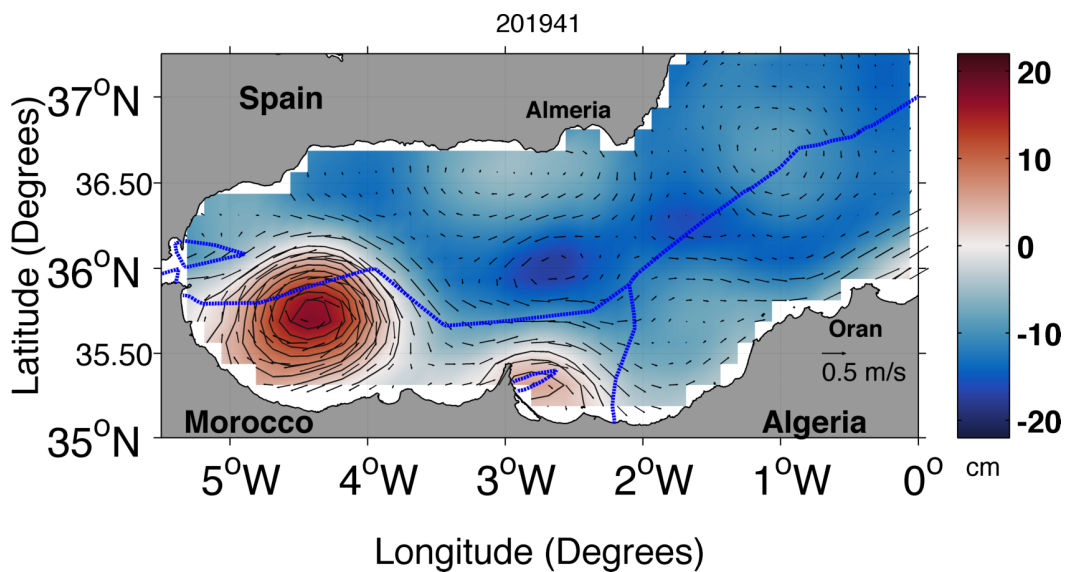 201941
Latitude (Degrees)
37°N
36.50
36°N
35.50
35°N
Spain
Almeria
Oran
0.5 m/s
Morocco
Algeria
5°W
4°W
3°W
2°W
1°W
0°
Longitude (Degrees)
20
10
0
-10
-20
cm